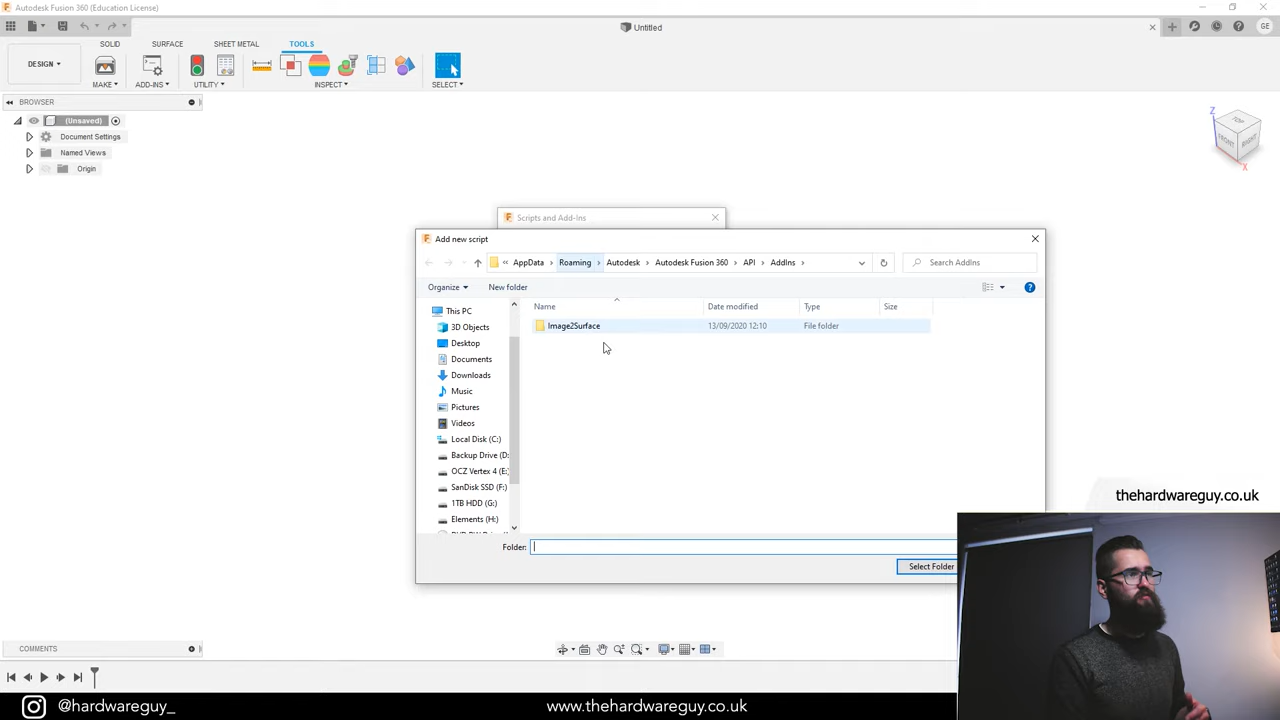 Autodesk Fusion 360 (Education License)
Untitled
GE
DESIGN
SOLID
SURFACE
SHEET METAL
TOOLS
MAKE
ADD-INS
UTILITY
INSPECT
SELECT
BROWSER
(Unsaved)
Document Settings
Named Views
Origin
TOP
FRONT
RIGHT
Z
X
Scripts and Add-Ins
Add new script
« AppData › Roaming › Autodesk › Autodesk Fusion 360 › API › AddIns ›
Search AddIns
Organize
New folder
Name
Date modified
Type
Size
Image2Surface
13/09/2020 12:10
File folder
This PC
3D Objects
Desktop
Documents
Downloads
Music
Pictures
Videos
Local Disk (C:)
Backup Drive (D:
OCZ Vertex 4 (E:)
SanDisk SSD (F:)
1TB HDD (G:)
Elements (H:)
Folder:
Select Folder
COMMENTS
thehardwareguy.co.uk
@hardwareguy_
www.thehardwareguy.co.uk